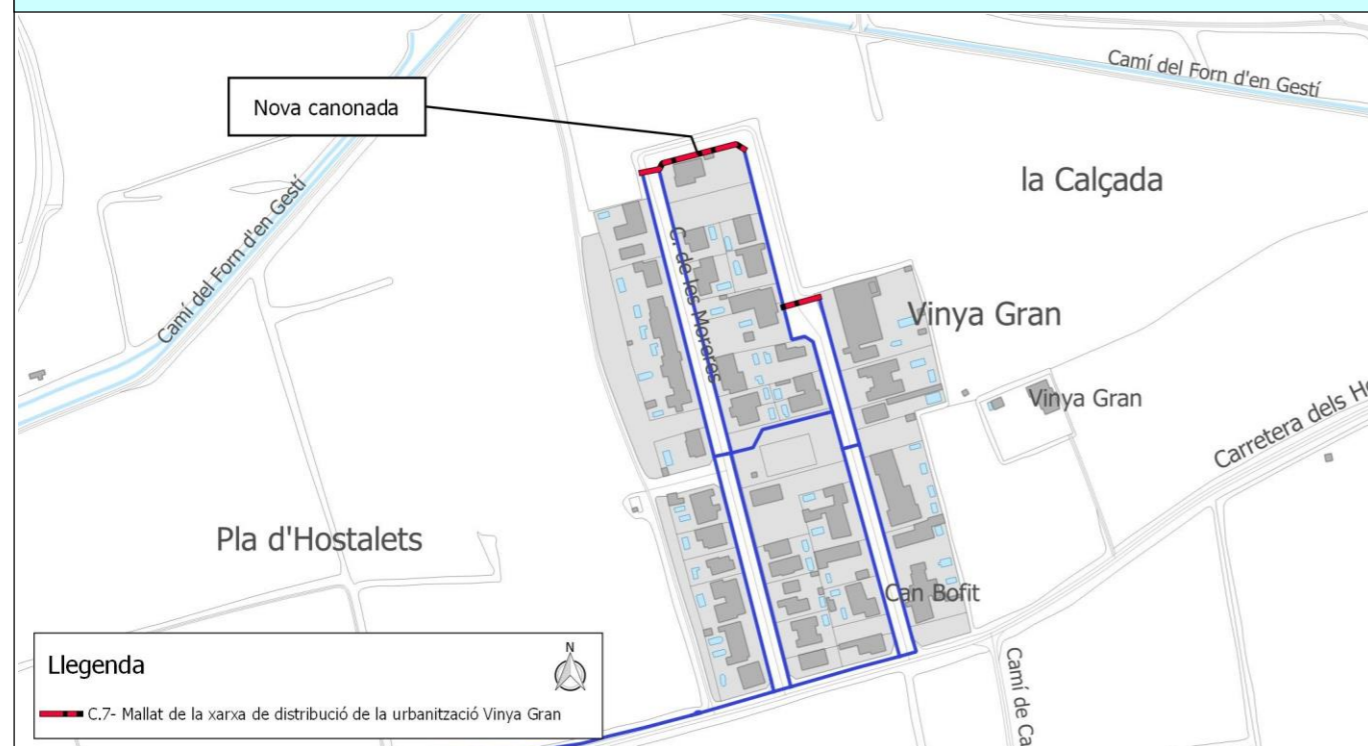 Camí del Forn d'en Gestí
Nova canonada
la Calçada
Camí del Forn d'en Gestí
C. de les Moreres
Vinya Gran
Vinya Gran
Carretera dels
Pla d'Hostalets
Can Bofit
Camí de
Llegenda
N
C.7- Mallat de la xarxa de distribució de la urbanització Vinya Gran